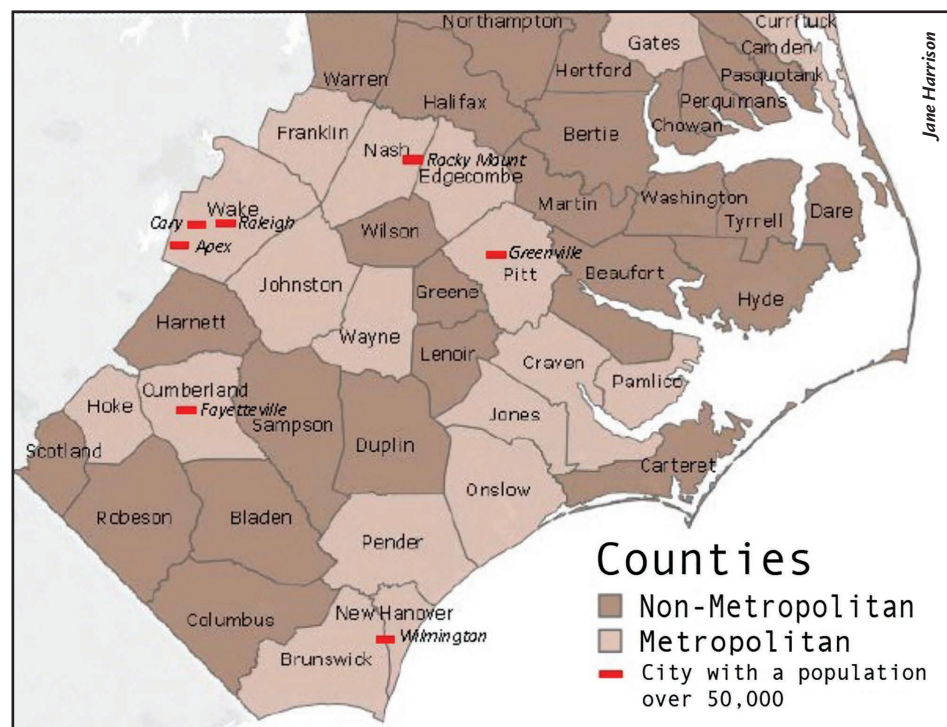 Jane Harrison
Northampton
Currituck
Gates
Camden
Hertford
Pasquotank
Warren
Perquimans
Halifax
Chowan
Franklin
Bertie
Nash
Rocky Mount
Edgecombe
Martin
Washington
Tyrrell
Dare
Wake
Cary
Raleigh
Apex
Wilson
Greenville
Pitt
Beaufort
Johnston
Greene
Hyde
Harnett
Wayne
Lenoir
Craven
Pamlico
Cumberland
Hoke
Fayetteville
Sampson
Jones
Scotland
Duplin
Carteret
Onslow
Robeson
Bladen
Pender
Columbus
New Hanover
Wilmington
Brunswick
Counties
Non-Metropolitan
Metropolitan
City with a population
over 50,000